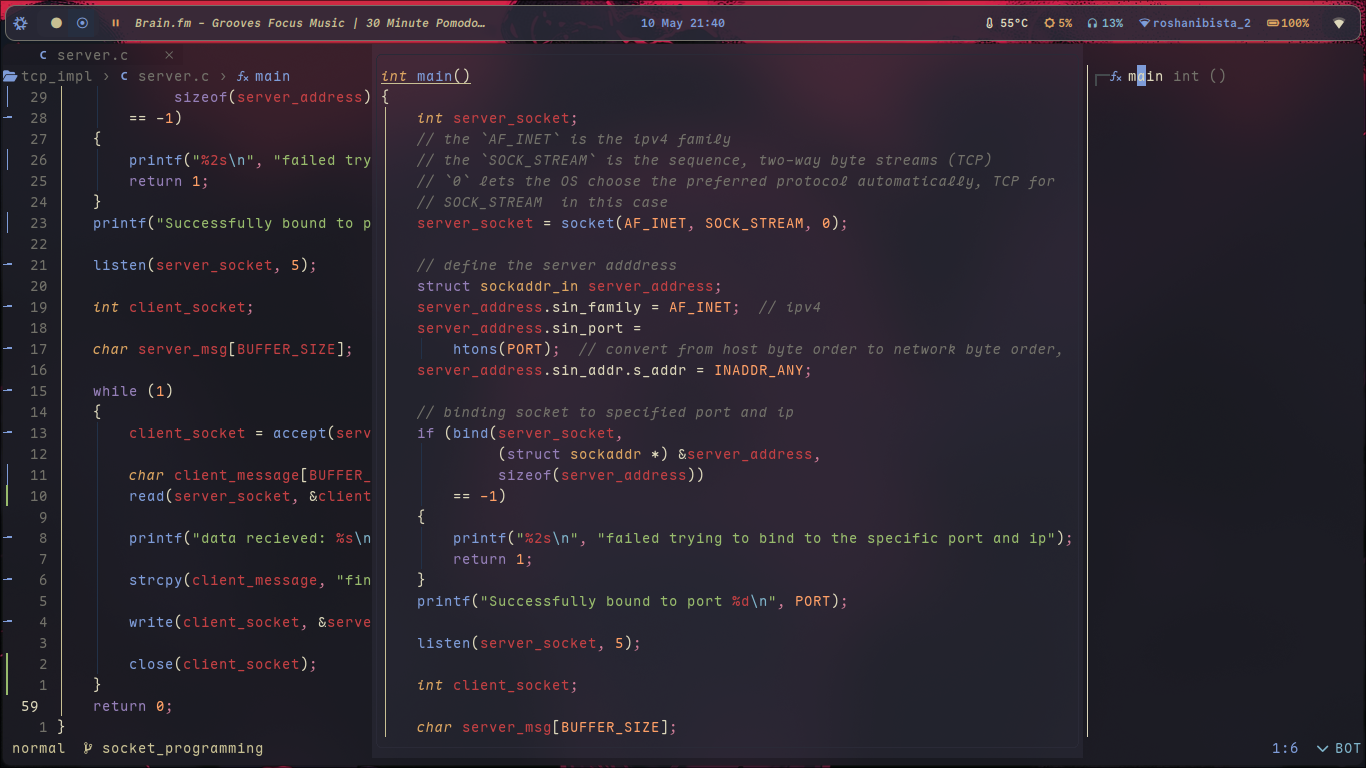 Brain.fm – Grooves Focus Music | 30 Minute Pomodo…
10 May 21:40
55°C
5%
13%
roshanibista_2
100%
C server.c ×
tcp_impl › C server.c › main
29 sizeof(server_address)
28 == -1)
27 {
26 printf("%2s\n", "failed try
25 return 1;
24 }
23 printf("Successfully bound to p
22
21 listen(server_socket, 5);
20
19 int client_socket;
18
17 char server_msg[BUFFER_SIZE];
16
15 while (1)
14 {
13 client_socket = accept(serv
12
11 char client_message[BUFFER_
10 read(server_socket, &client
9
8 printf("data recieved: %s\n
7
6 strcpy(client_message, "fin
5
4 write(client_socket, &serve
3
2 close(client_socket);
1 }
59 return 0;
1 }
int main()
{
int server_socket;
// the `AF_INET` is the ipv4 family
// the `SOCK_STREAM` is the sequence, two-way byte streams (TCP)
// `0` lets the OS choose the preferred protocol automatically, TCP for
// SOCK_STREAM  in this case
server_socket = socket(AF_INET, SOCK_STREAM, 0);
// define the server adddress
struct sockaddr_in server_address;
server_address.sin_family = AF_INET;  // ipv4
server_address.sin_port =
htons(PORT);  // convert from host byte order to network byte order,
server_address.sin_addr.s_addr = INADDR_ANY;
// binding socket to specified port and ip
if (bind(server_socket,
(struct sockaddr *) &server_address,
sizeof(server_address))
== -1)
{
printf("%2s\n", "failed trying to bind to the specific port and ip");
return 1;
}
printf("Successfully bound to port %d\n", PORT);
listen(server_socket, 5);
int client_socket;
char server_msg[BUFFER_SIZE];
main int ()
normal socket_programming
1:6 BOT